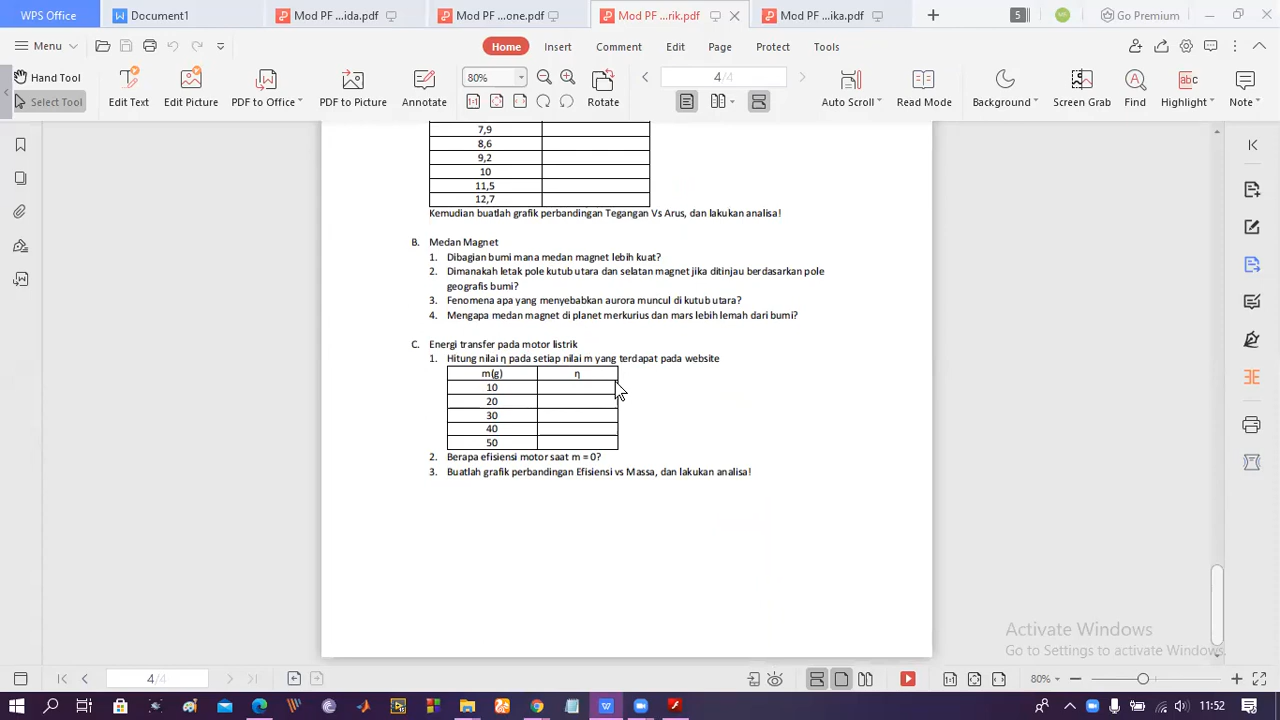 WPS Office Document1 Mod PF ...ida.pdf Mod PF ...one.pdf Mod PF ...rik.pdf Mod PF ...ika.pdf 5 Go Premium
Menu Home Insert Comment Edit Page Protect Tools
Hand Tool
Select Tool
Edit Text Edit Picture PDF to Office PDF to Picture Annotate
80%
Rotate
4/4
Auto Scroll Read Mode Background Screen Grab Find Highlight Note
7,9
8,6
9,2
10
11,5
12,7
Kemudian buatlah grafik perbandingan Tegangan Vs Arus, dan lakukan analisa!
B. Medan Magnet
1. Dibagian bumi mana medan magnet lebih kuat?
2. Dimanakah letak pole kutub utara dan selatan magnet jika ditinjau berdasarkan pole
geografis bumi?
3. Fenomena apa yang menyebabkan aurora muncul di kutub utara?
4. Mengapa medan magnet di planet merkurius dan mars lebih lemah dari bumi?
C. Energi transfer pada motor listrik
1. Hitung nilai η pada setiap nilai m yang terdapat pada website
m(g) η
10
20
30
40
50
2. Berapa efisiensi motor saat m = 0?
3. Buatlah grafik perbandingan Efisiensi vs Massa, dan lakukan analisa!
Activate Windows
Go to Settings to activate Windows.
4/4 80%
11:52